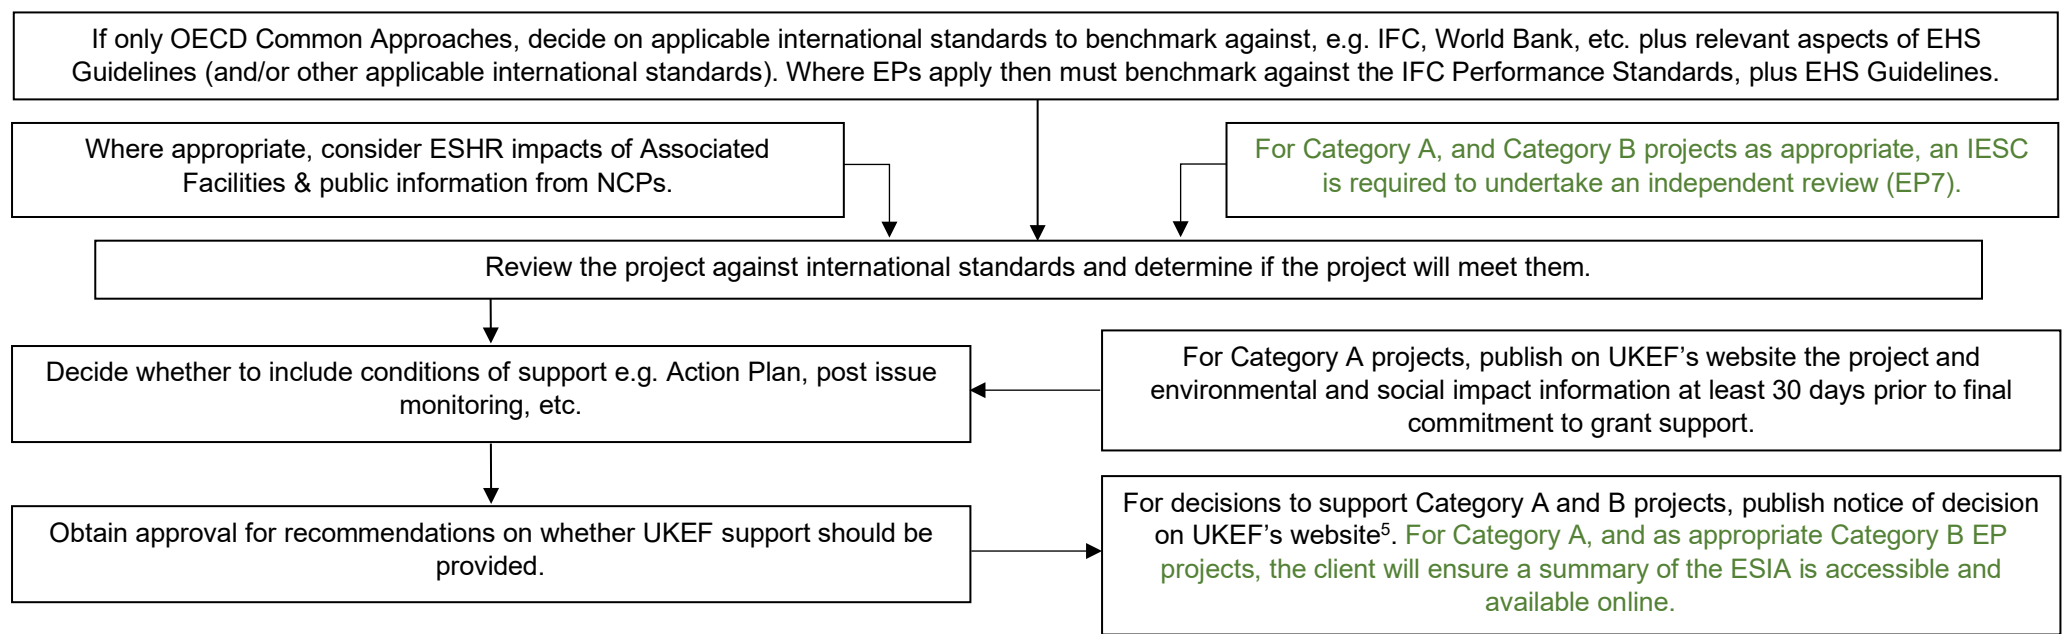 If only OECD Common Approaches, decide on applicable international standards to benchmark against, e.g. IFC, World Bank, etc. plus relevant aspects of EHS
Guidelines (and/or other applicable international standards). Where EPs apply then must benchmark against the IFC Performance Standards, plus EHS Guidelines.
Where appropriate, consider ESHR impacts of Associated
Facilities & public information from NCPs.
For Category A, and Category B projects as appropriate, an IESC
is required to undertake an independent review (EP7).
Review the project against international standards and determine if the project will meet them.
Decide whether to include conditions of support e.g. Action Plan, post issue
monitoring, etc.
For Category A projects, publish on UKEF’s website the project and
environmental and social impact information at least 30 days prior to final
commitment to grant support.
Obtain approval for recommendations on whether UKEF support should be
provided.
For decisions to support Category A and B projects, publish notice of decision
on UKEF’s website⁵. For Category A, and as appropriate Category B EP
projects, the client will ensure a summary of the ESIA is accessible and
available online.